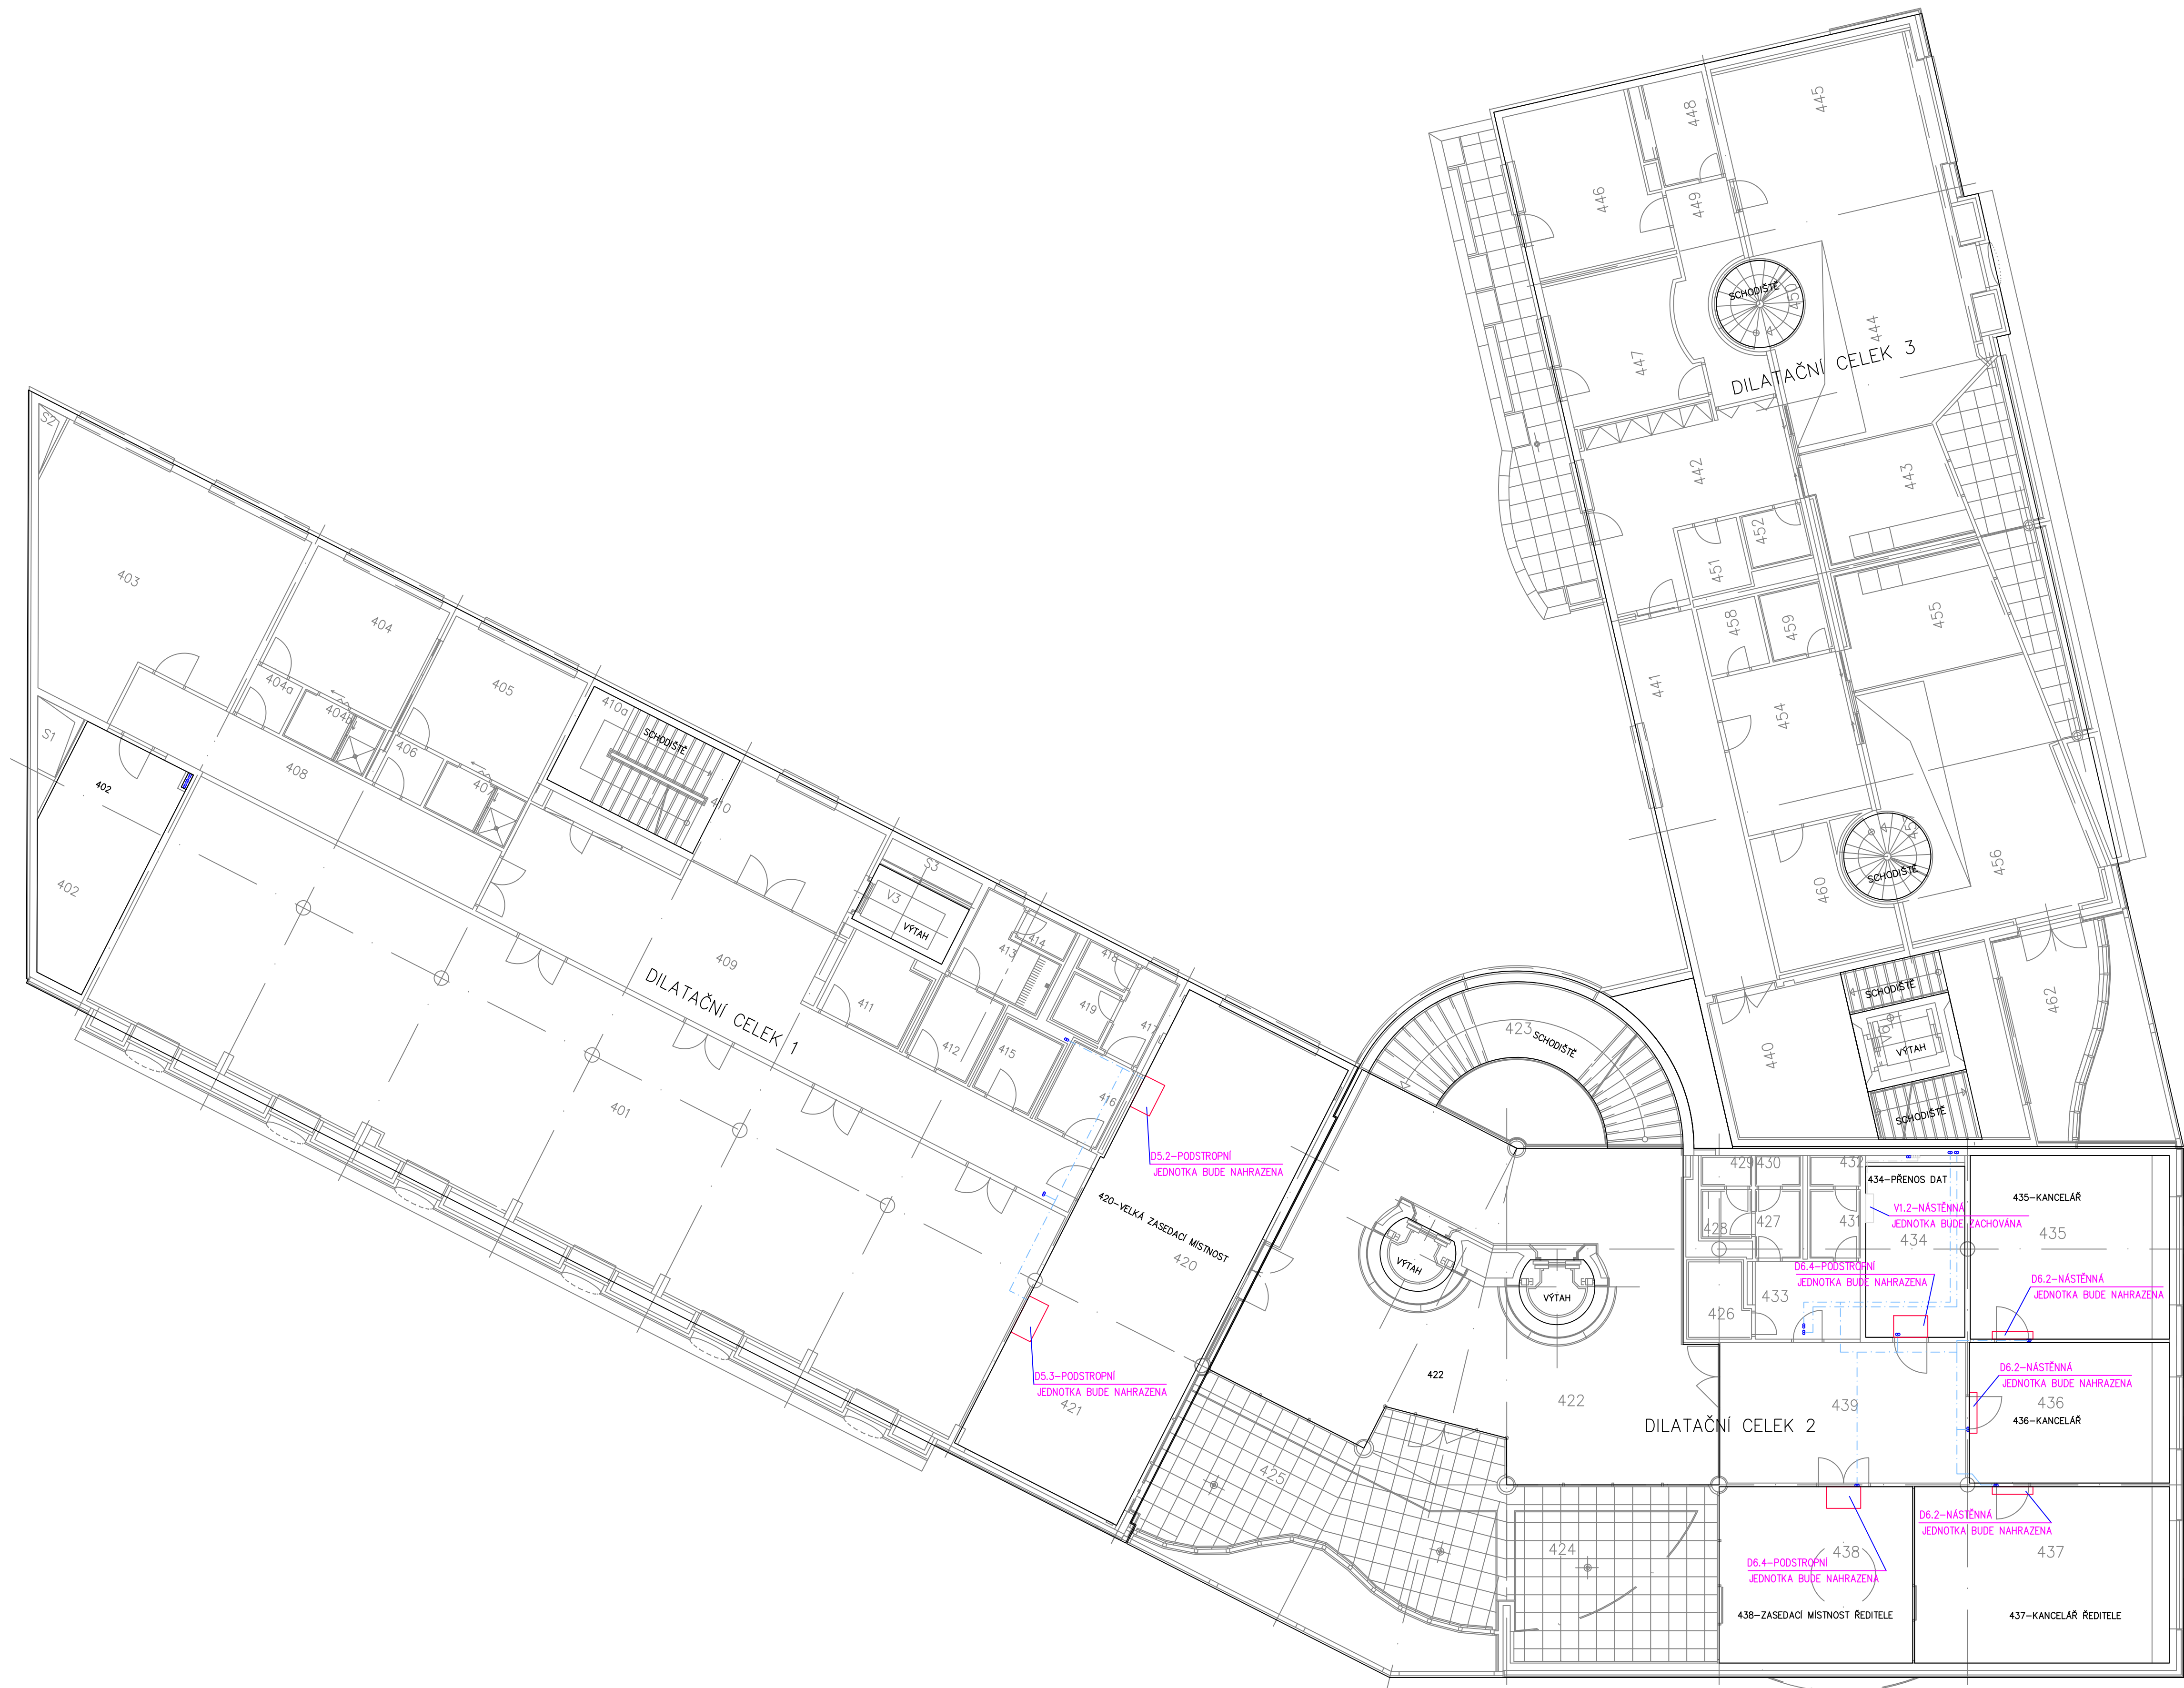 445
448
446
449
SCHODIŠTĚ
450
444
447
DILATAČNÍ CELEK 3
442
443
452
451
455
458
459
441
454
457
SCHODIŠTĚ
456
460
462
SCHODIŠTĚ
V6
VÝTAH
440
SCHODIŠTĚ
S2
403
404
404a
404b
405
406
407
408
S1
402
402
410a
SCHODIŠTĚ
410
409
DILATAČNÍ CELEK 1
401
S3
V3
VÝTAH
411
412
413
414
415
416
417
418
419
D5.2-PODSTROPNÍ
JEDNOTKA BUDE NAHRAZENA
420-VELKÁ ZASEDACÍ MÍSTNOST
420
D5.3-PODSTROPNÍ
JEDNOTKA BUDE NAHRAZENA
421
423
SCHODIŠTĚ
VÝTAH
VÝTAH
422
422
425
424
DILATAČNÍ CELEK 2
429
430
432
428
427
431
426
433
434-PŘENOS DAT
V1.2-NÁSTĚNNÁ
JEDNOTKA BUDE ZACHOVÁNA
434
D6.4-PODSTROPNÍ
JEDNOTKA BUDE NAHRAZENA
435-KANCELÁŘ
435
D6.2-NÁSTĚNNÁ
JEDNOTKA BUDE NAHRAZENA
D6.2-NÁSTĚNNÁ
JEDNOTKA BUDE NAHRAZENA
436
436-KANCELÁŘ
439
D6.2-NÁSTĚNNÁ
JEDNOTKA BUDE NAHRAZENA
437
438
D6.4-PODSTROPNÍ
JEDNOTKA BUDE NAHRAZENA
438-ZASEDACÍ MÍSTNOST ŘEDITELE
437-KANCELÁŘ ŘEDITELE